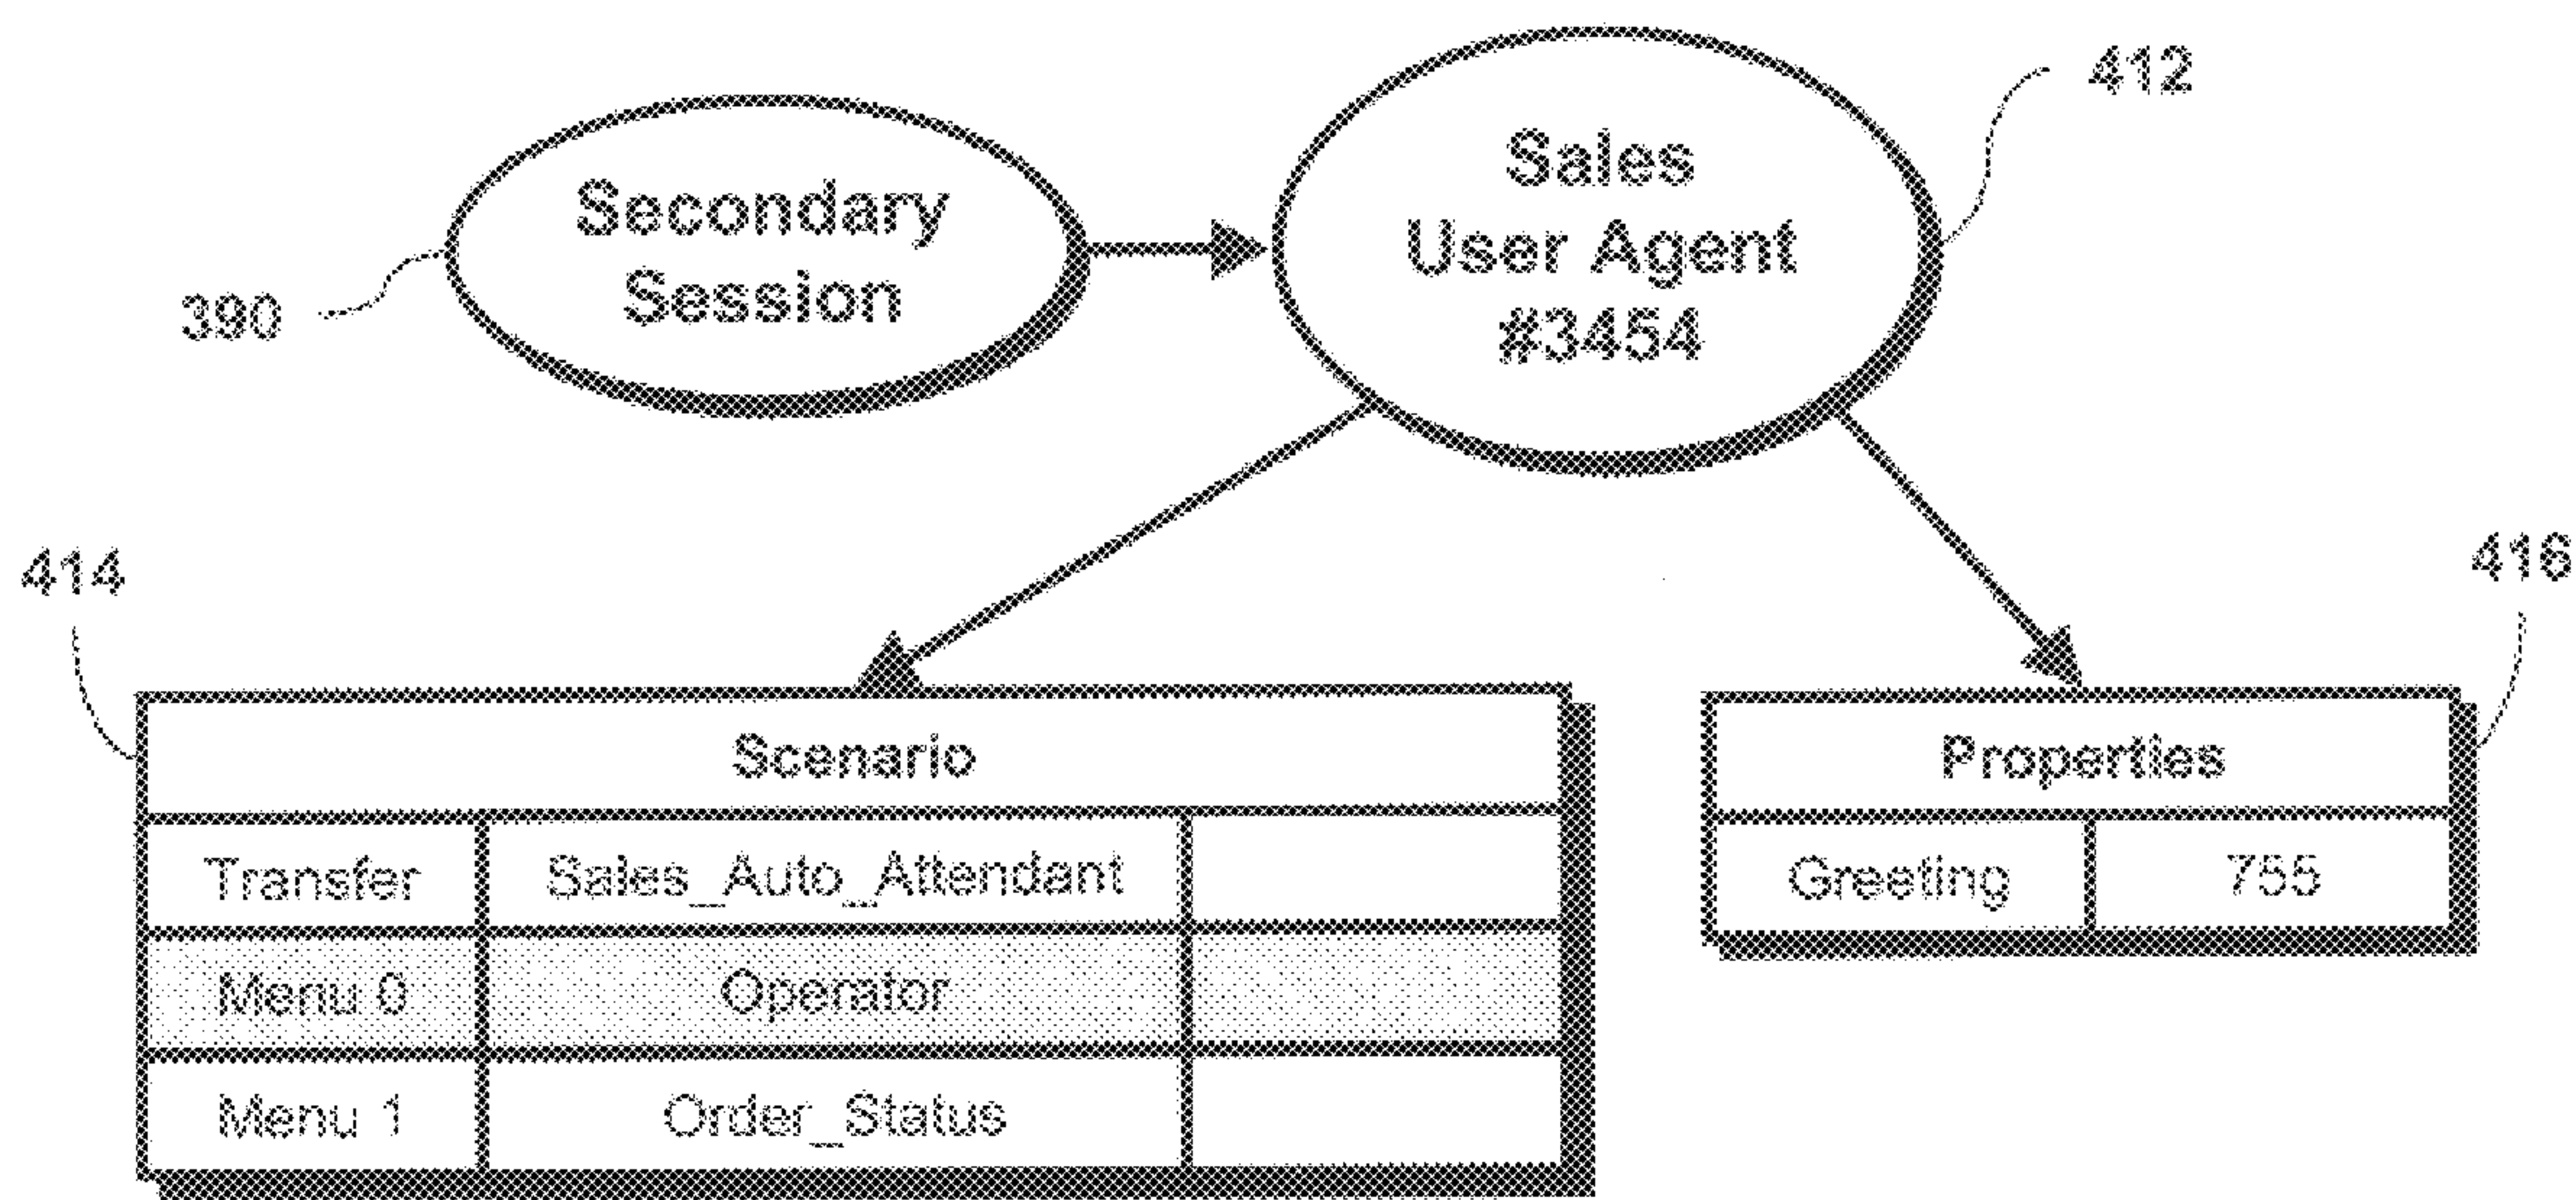 412
Sales
User Agent
#3454
Secondary
Session
390
414
416
Scenario
Transfer Sales_Auto_Attendant
Menu 0 Operator
Menu 1 Order_Status
Properties
Greeting 755